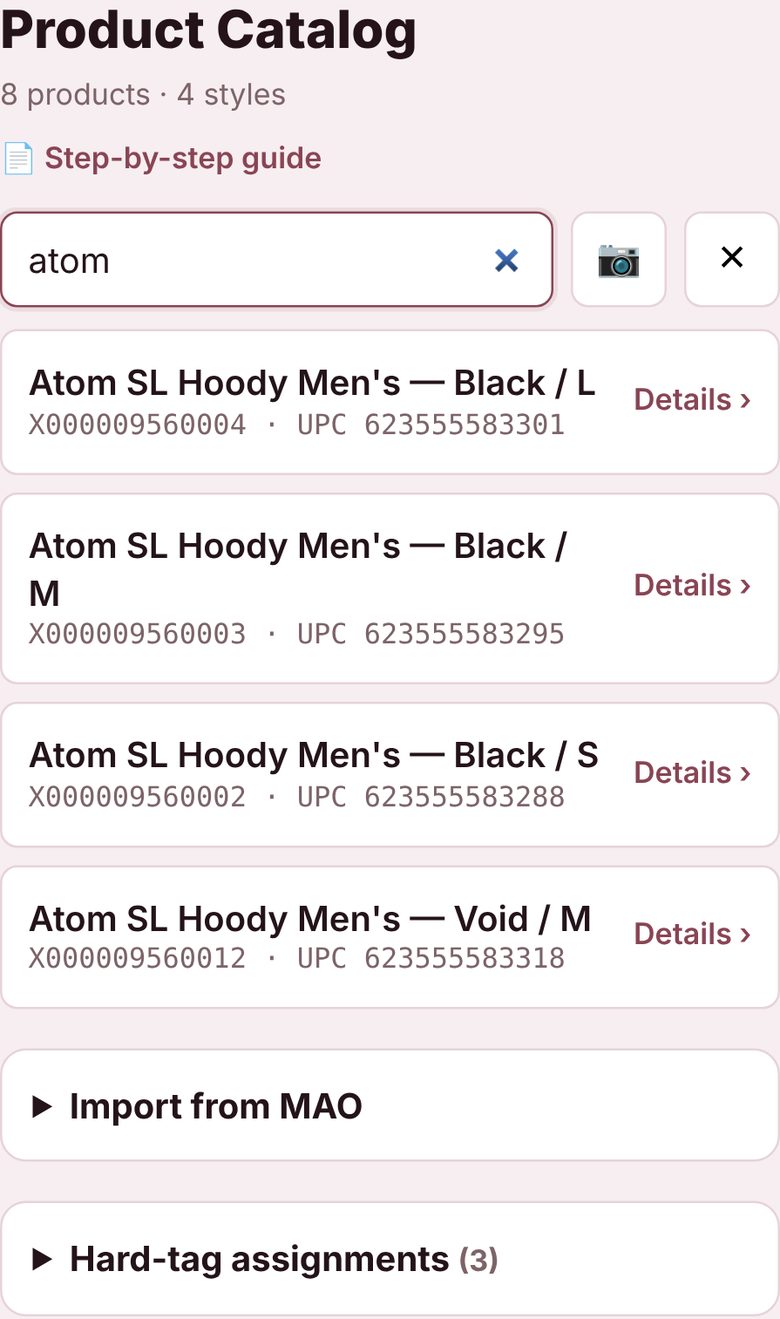 Product Catalog
8 products · 4 styles
Step-by-step guide
atom
Atom SL Hoody Men's — Black / L
Details ›
X000009560004 · UPC 623555583301
Atom SL Hoody Men's — Black /
M
Details ›
X000009560003 · UPC 623555583295
Atom SL Hoody Men's — Black / S
Details ›
X000009560002 · UPC 623555583288
Atom SL Hoody Men's — Void / M
Details ›
X000009560012 · UPC 623555583318
Import from MAO
Hard-tag assignments (3)